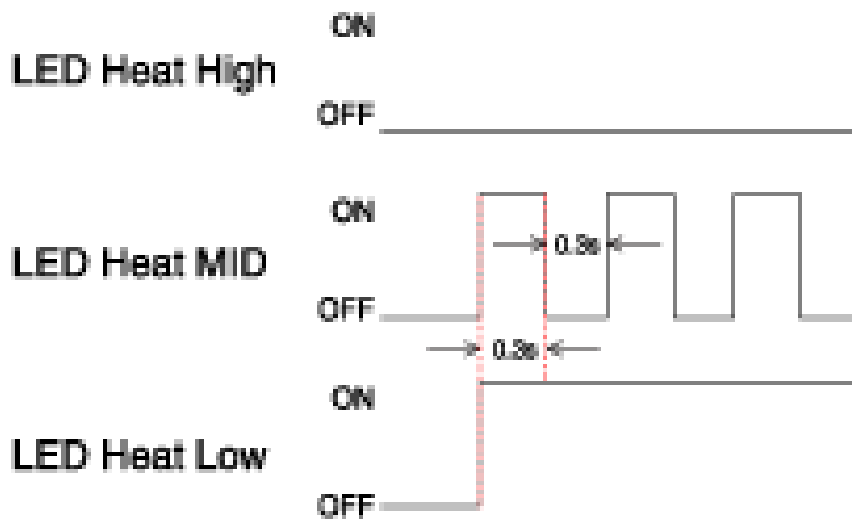 ON
LED Heat High
OFF
ON
0.3s
LED Heat MID
OFF
0.3s
ON
LED Heat Low
OFF